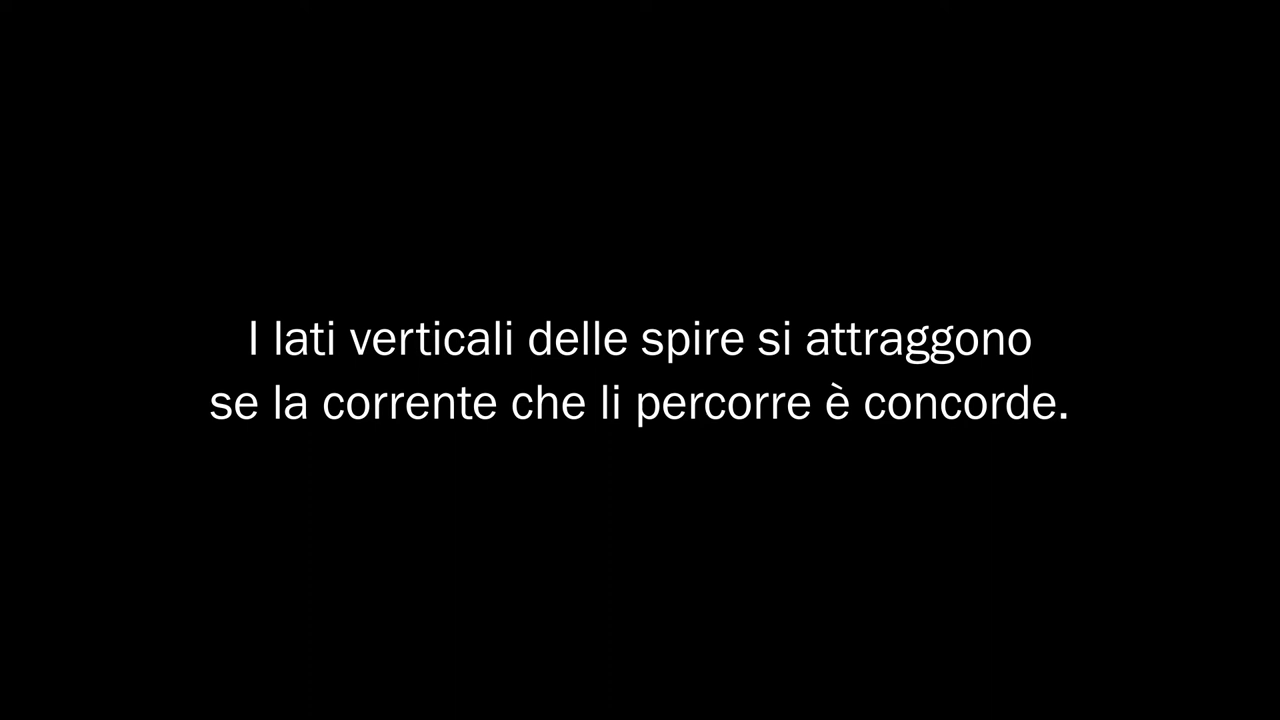 I lati verticali delle spire si attraggono
se la corrente che li percorre è concorde.